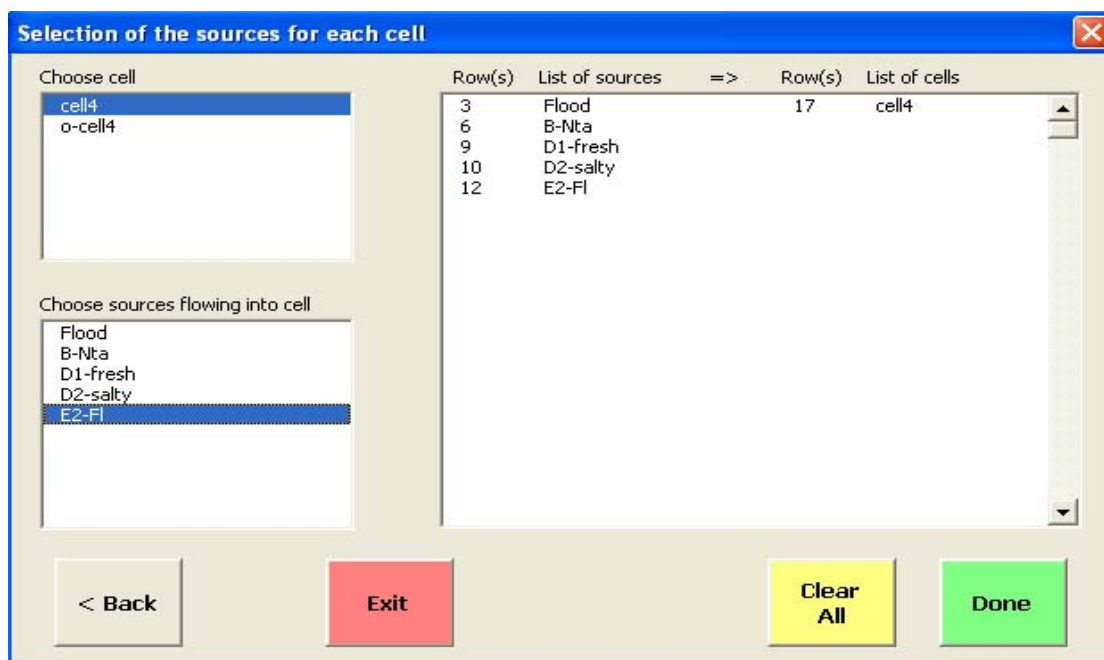 Selection of the sources for each cell
Choose cell
cell4
o-cell4
Choose sources flowing into cell
Flood
B-Nta
D1-fresh
D2-salty
E2-Fl
Row(s) List of sources => Row(s) List of cells
3 Flood 17 cell4
6 B-Nta
9 D1-fresh
10 D2-salty
12 E2-Fl
< Back
Exit
Clear
All
Done